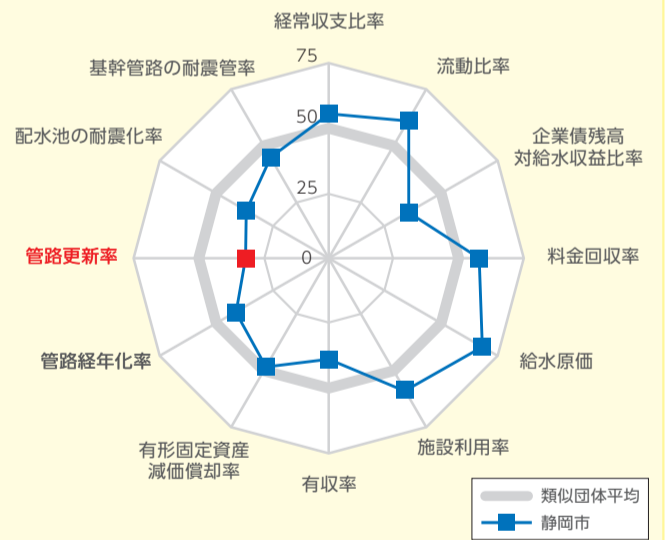 経常収支比率
75
流動比率
基幹管路の耐震管率
50
企業債残高
対給水収益比率
配水池の耐震化率
25
管路更新率
0
料金回収率
管路経年化率
給水原価
有形固定資産
減価償却率
施設利用率
有収率
類似団体平均
静岡市